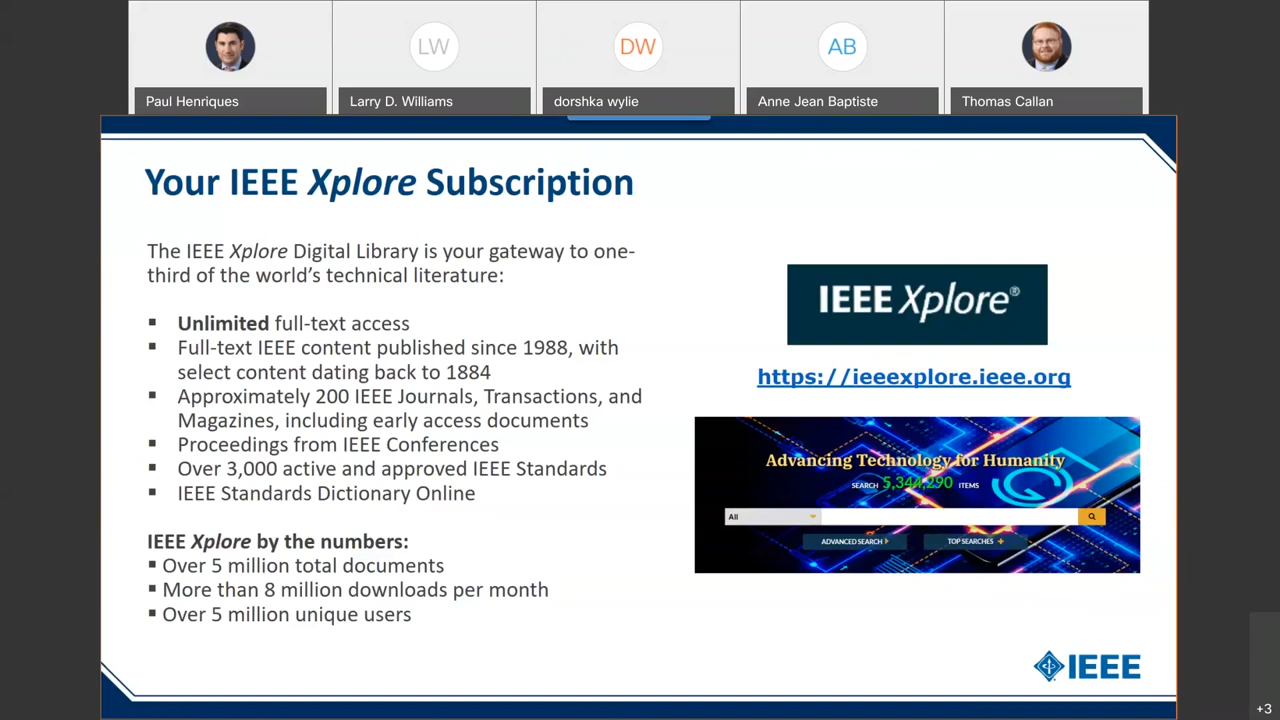 LW
DW
AB
Paul Henriques
Larry D. Williams
dorshka wylie
Anne Jean Baptiste
Thomas Callan
Your IEEE Xplore Subscription
The IEEE Xplore Digital Library is your gateway to one-
third of the world's technical literature:
▪ Unlimited full-text access
▪ Full-text IEEE content published since 1988, with
select content dating back to 1884
▪ Approximately 200 IEEE Journals, Transactions, and
Magazines, including early access documents
▪ Proceedings from IEEE Conferences
▪ Over 3,000 active and approved IEEE Standards
▪ IEEE Standards Dictionary Online
IEEE Xplore by the numbers:
▪ Over 5 million total documents
▪ More than 8 million downloads per month
▪ Over 5 million unique users
IEEE Xplore®
https://ieeexplore.ieee.org
Advancing Technology for Humanity
SEARCH 5,344,290 ITEMS
All
ADVANCED SEARCH
TOP SEARCHES +
IEEE
+3